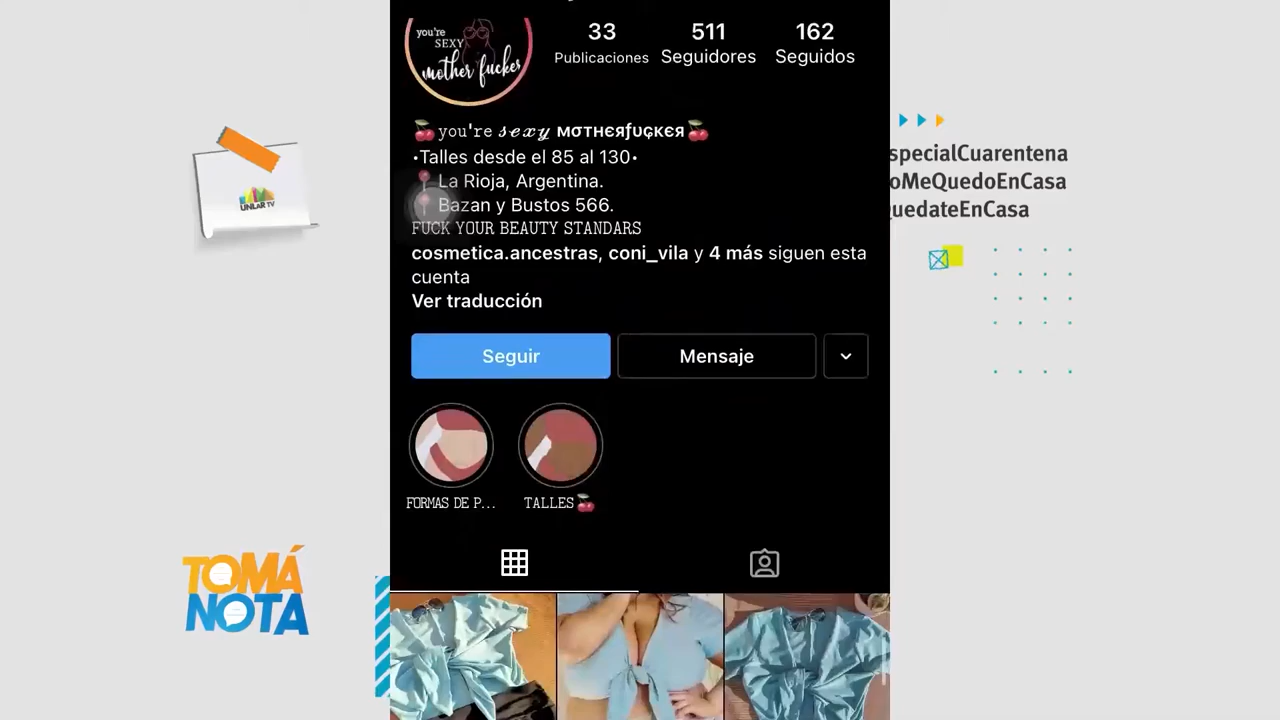 you're
SEXY
mother fucker
33
Publicaciones
511
Seguidores
162
Seguidos
🍒you're 𝓼𝓮𝔁𝔂 мσтнєяƒυçкєя🍒
•Talles desde el 85 al 130•
📍 La Rioja, Argentina.
📍 Bazan y Bustos 566.
FUCK YOUR BEAUTY STANDARS
cosmetica.ancestras, coni_vila y 4 más siguen esta
cuenta
Ver traducción
Seguir
Mensaje
FORMAS DE P...
TALLES🍒
UNLAR TV
specialCuarentena
oMeQuedoEnCasa
uedateEnCasa
TOMÁ
NOTA